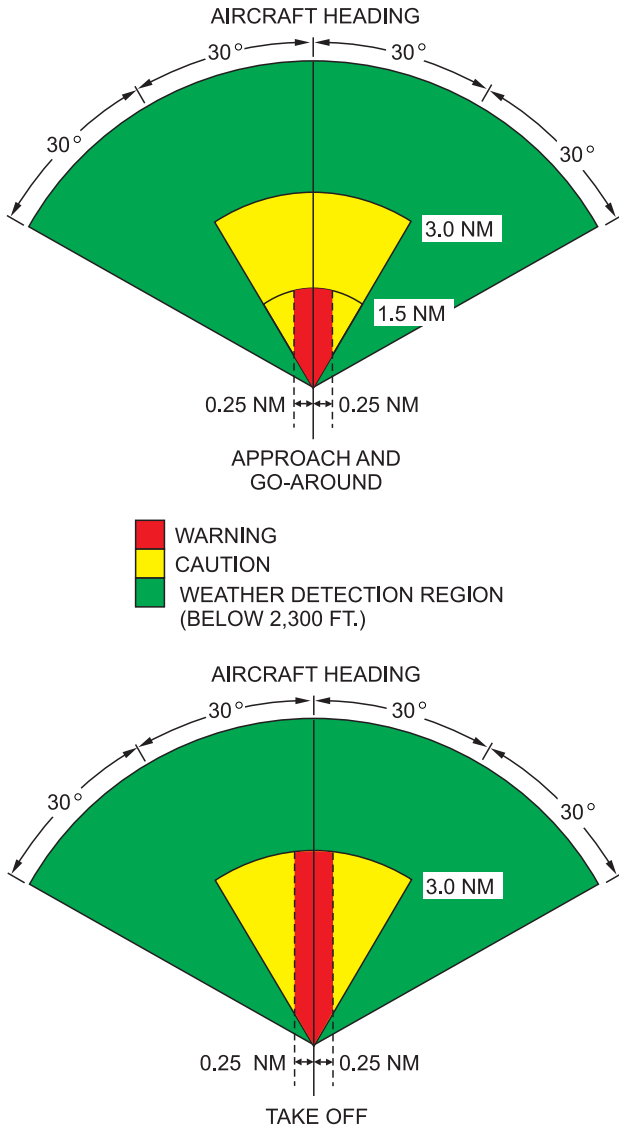 AIRCRAFT HEADING
30° 30°
30° 30°
3.0 NM
1.5 NM
0.25 NM 0.25 NM
APPROACH AND
GO-AROUND
WARNING
CAUTION
WEATHER DETECTION REGION
(BELOW 2,300 FT.)
AIRCRAFT HEADING
30° 30°
30° 30°
3.0 NM
0.25 NM 0.25 NM
TAKE OFF